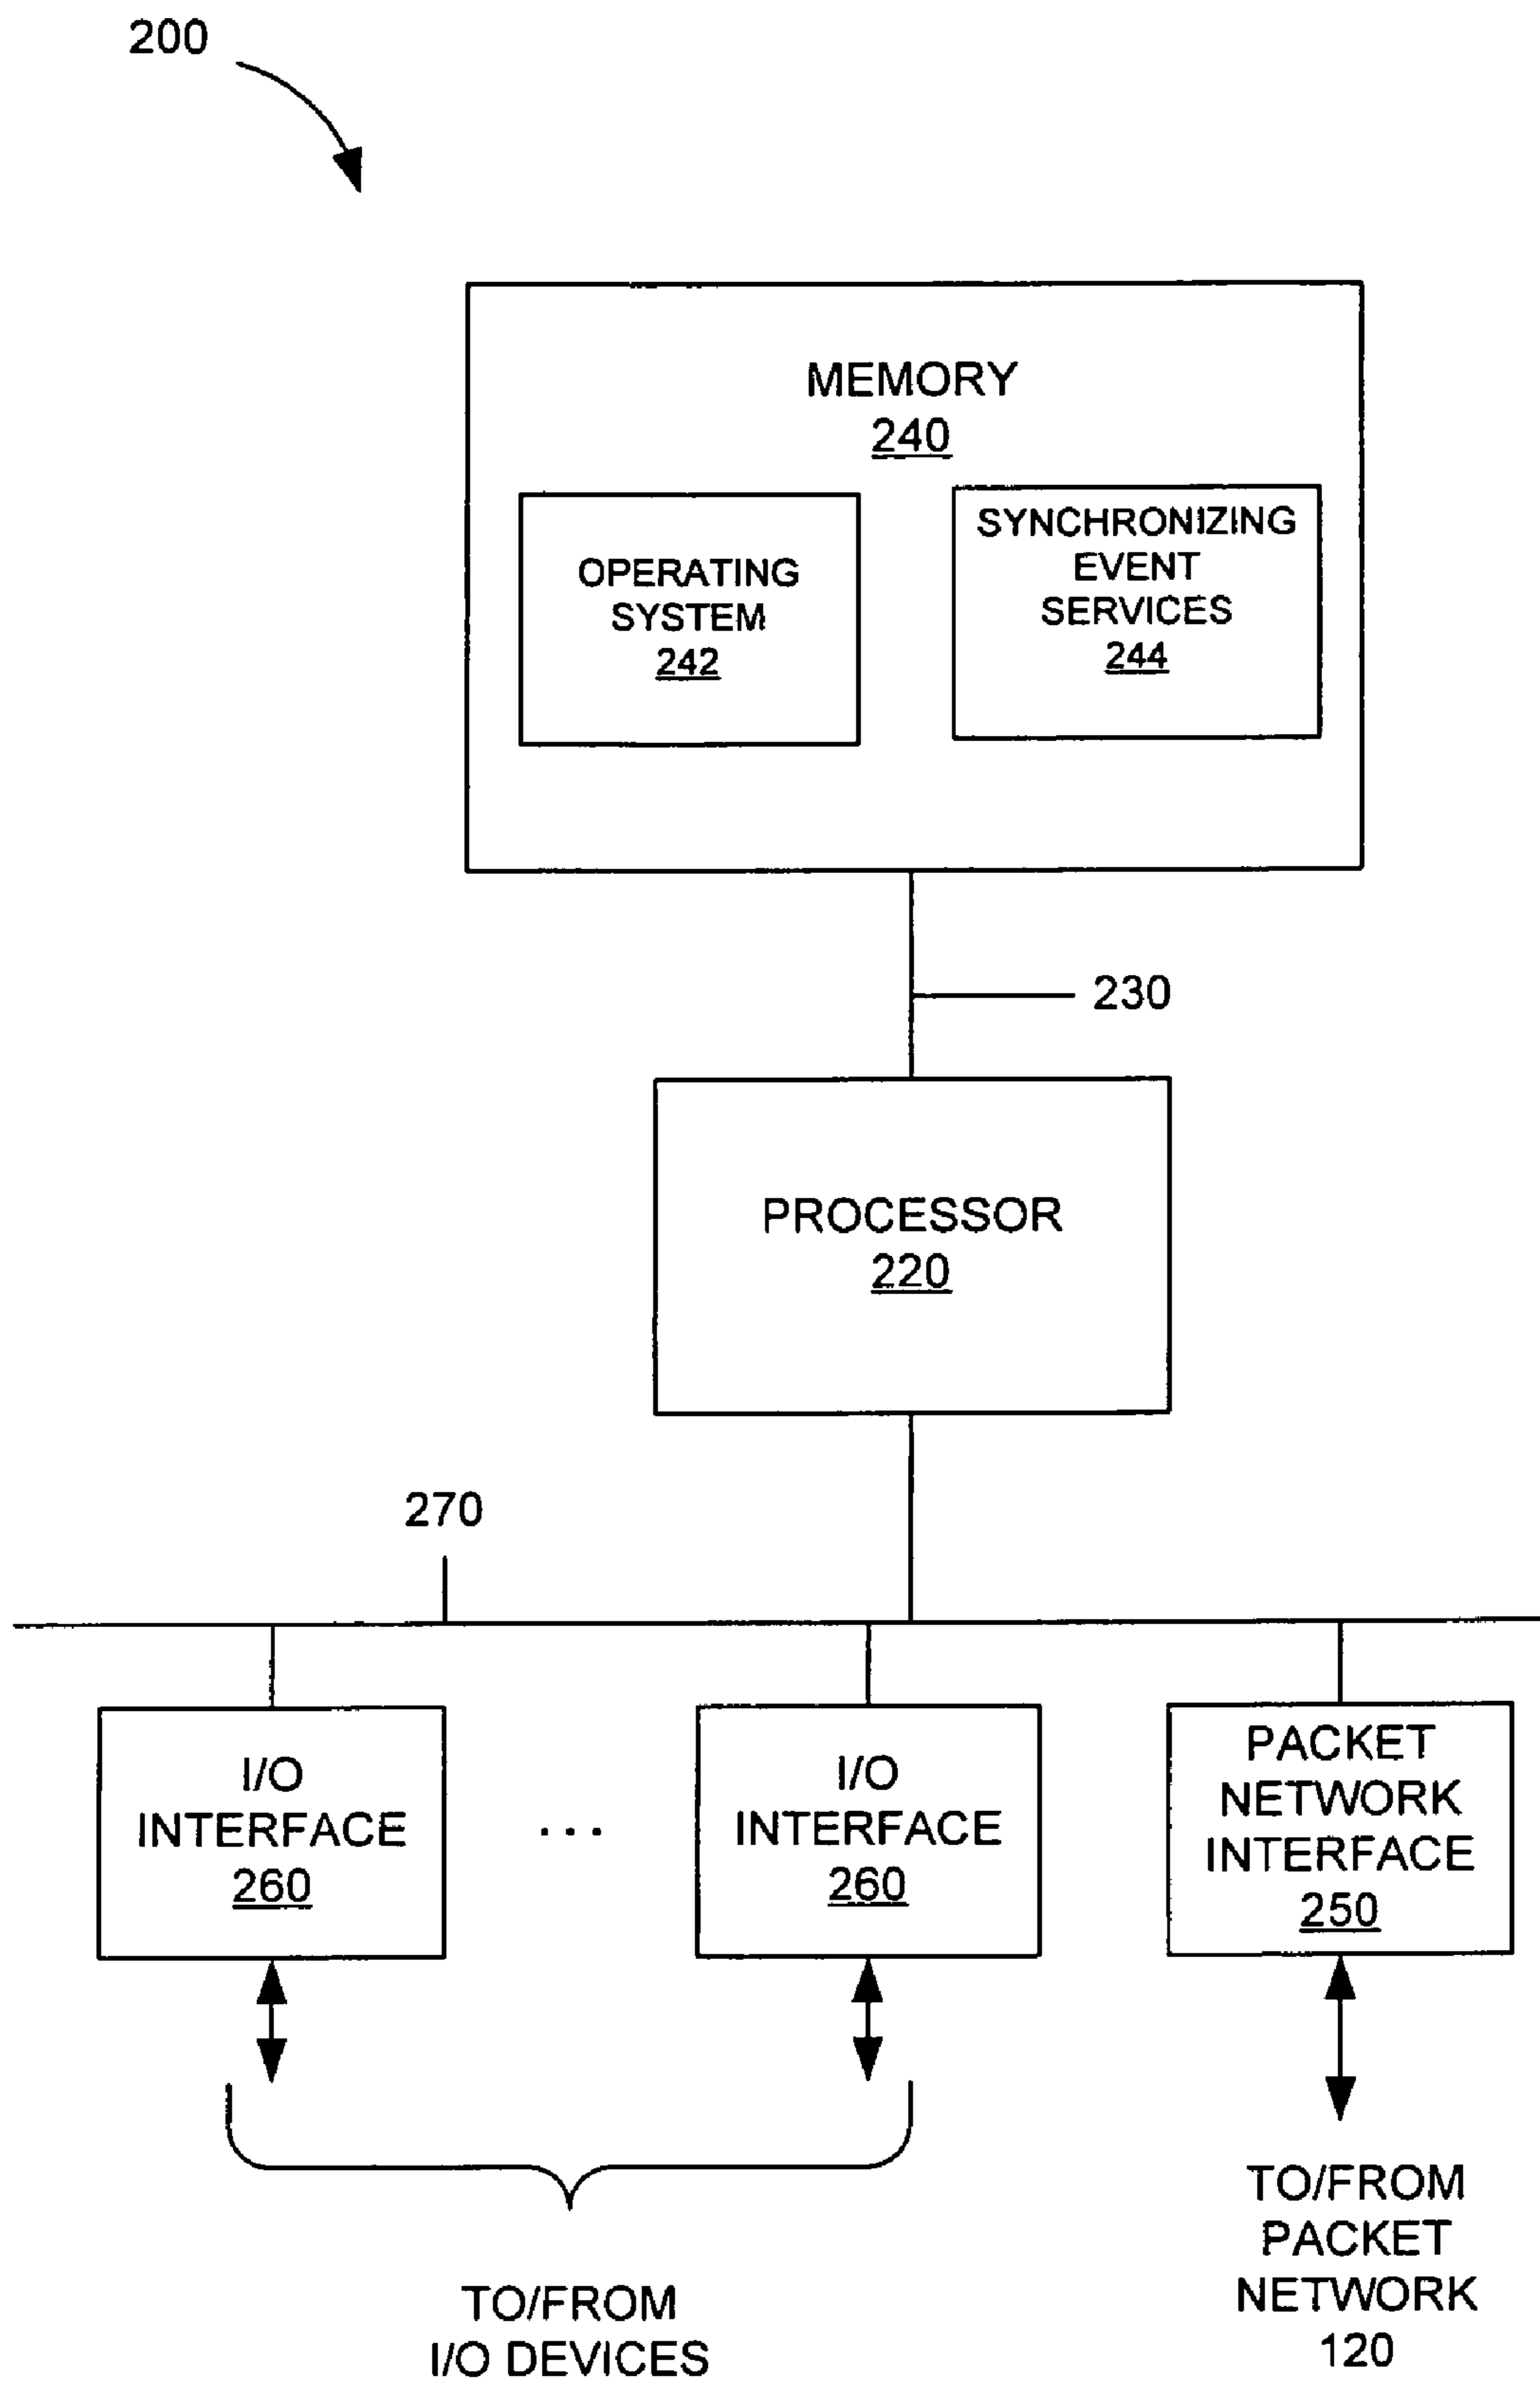 200
MEMORY
240
OPERATING
SYSTEM
242
SYNCHRONIZING
EVENT
SERVICES
244
230
PROCESSOR
220
270
I/O
INTERFACE
260
...
I/O
INTERFACE
260
PACKET
NETWORK
INTERFACE
250
TO/FROM
I/O DEVICES
TO/FROM
PACKET
NETWORK
120